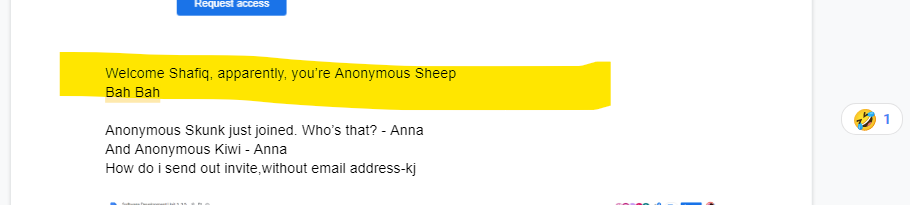 Request access
Welcome Shafiq, apparently, you’re Anonymous Sheep
Bah Bah
Anonymous Skunk just joined. Who’s that? - Anna
And Anonymous Kiwi - Anna
How do i send out invite,without email address-kj
1